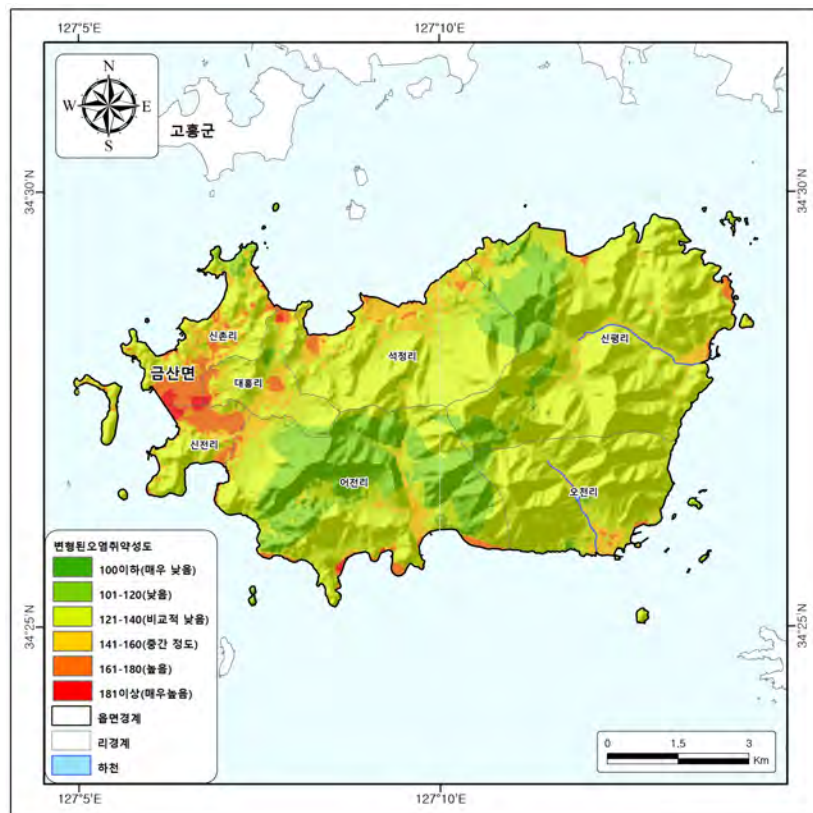 127°5'E
127°10'E
N
W
E
S
고흥군
34°30'N
34°30'N
신촌리
석정리
신평리
금산면
대흥리
신전리
어전리
오천리
변형된오염취약성도
100이하(매우 낮음)
101-120(낮음)
121-140(비교적 낮음)
141-160(중간 정도)
161-180(높음)
181이상(매우높음)
읍면경계
리경계
하천
34°25'N
34°25'N
0
1.5
3
Km
127°5'E
127°10'E